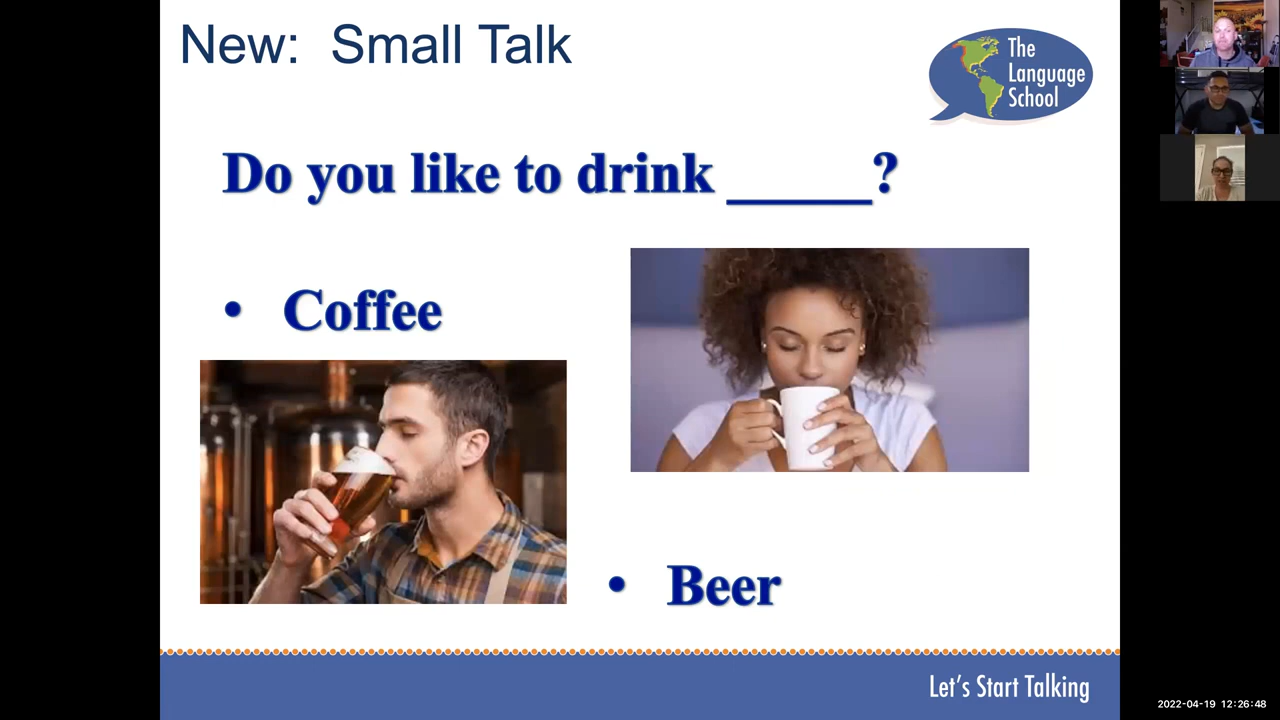 New: Small Talk
The
Language
School
Do you like to drink _____?
• Coffee
• Beer
Let's Start Talking
2022-04-19 12:26:48